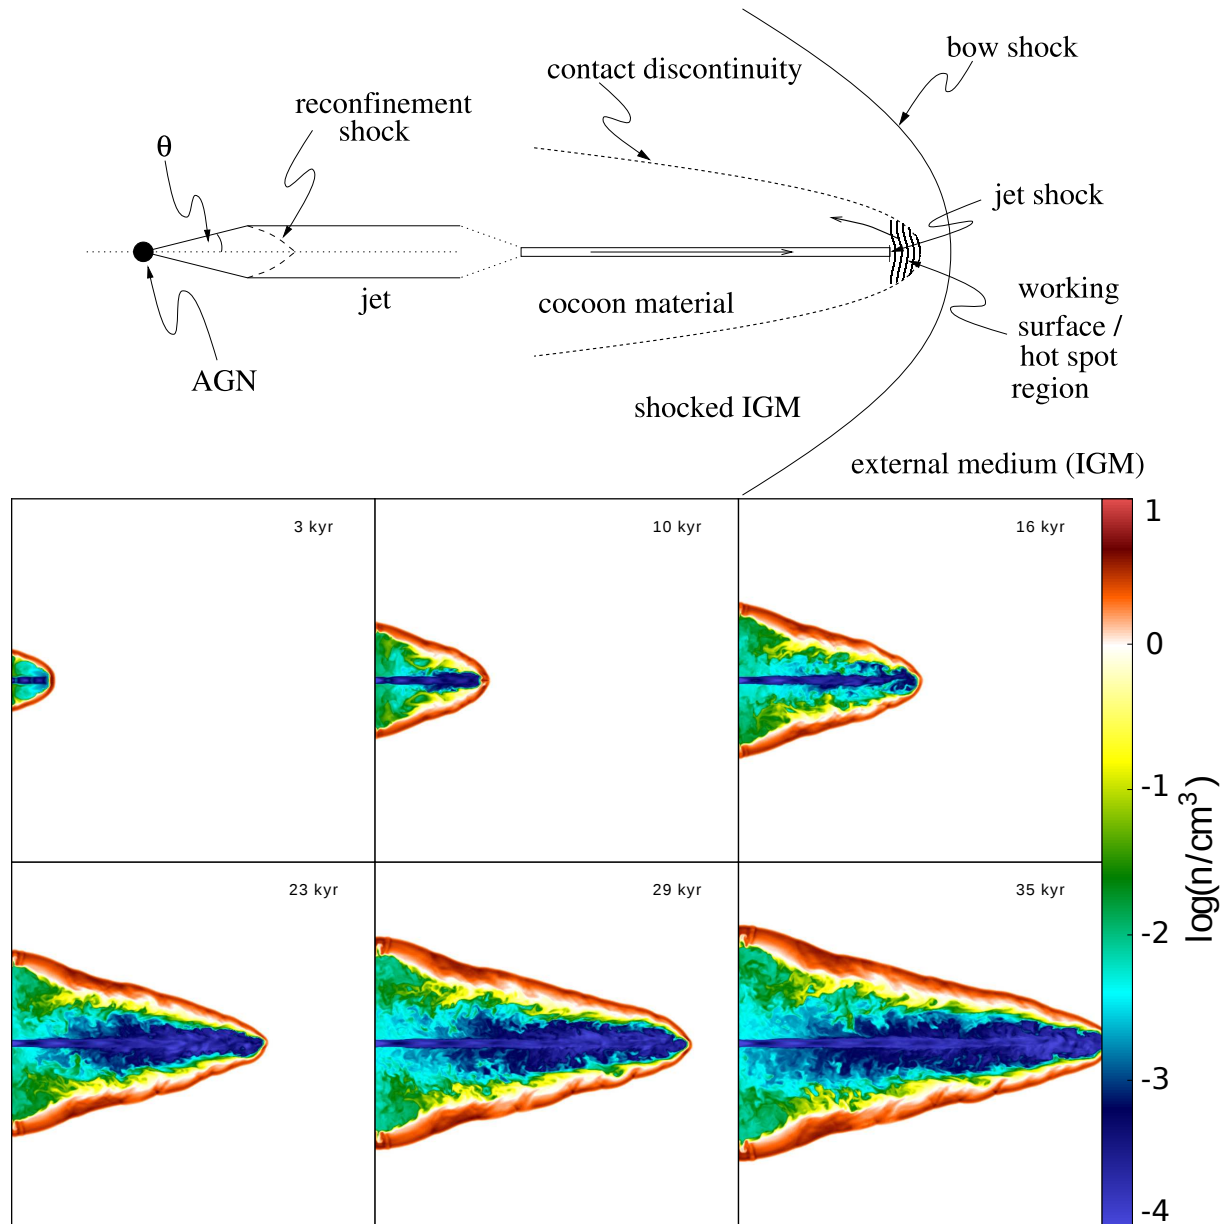 bow shock
contact discontinuity
reconfinement
shock
θ
jet shock
jet
cocoon material
working
surface /
hot spot
region
AGN
shocked IGM
external medium (IGM)
3 kyr
10 kyr
16 kyr
1
0
-1
-2
-3
-4
log(n/cm³)
23 kyr
29 kyr
35 kyr